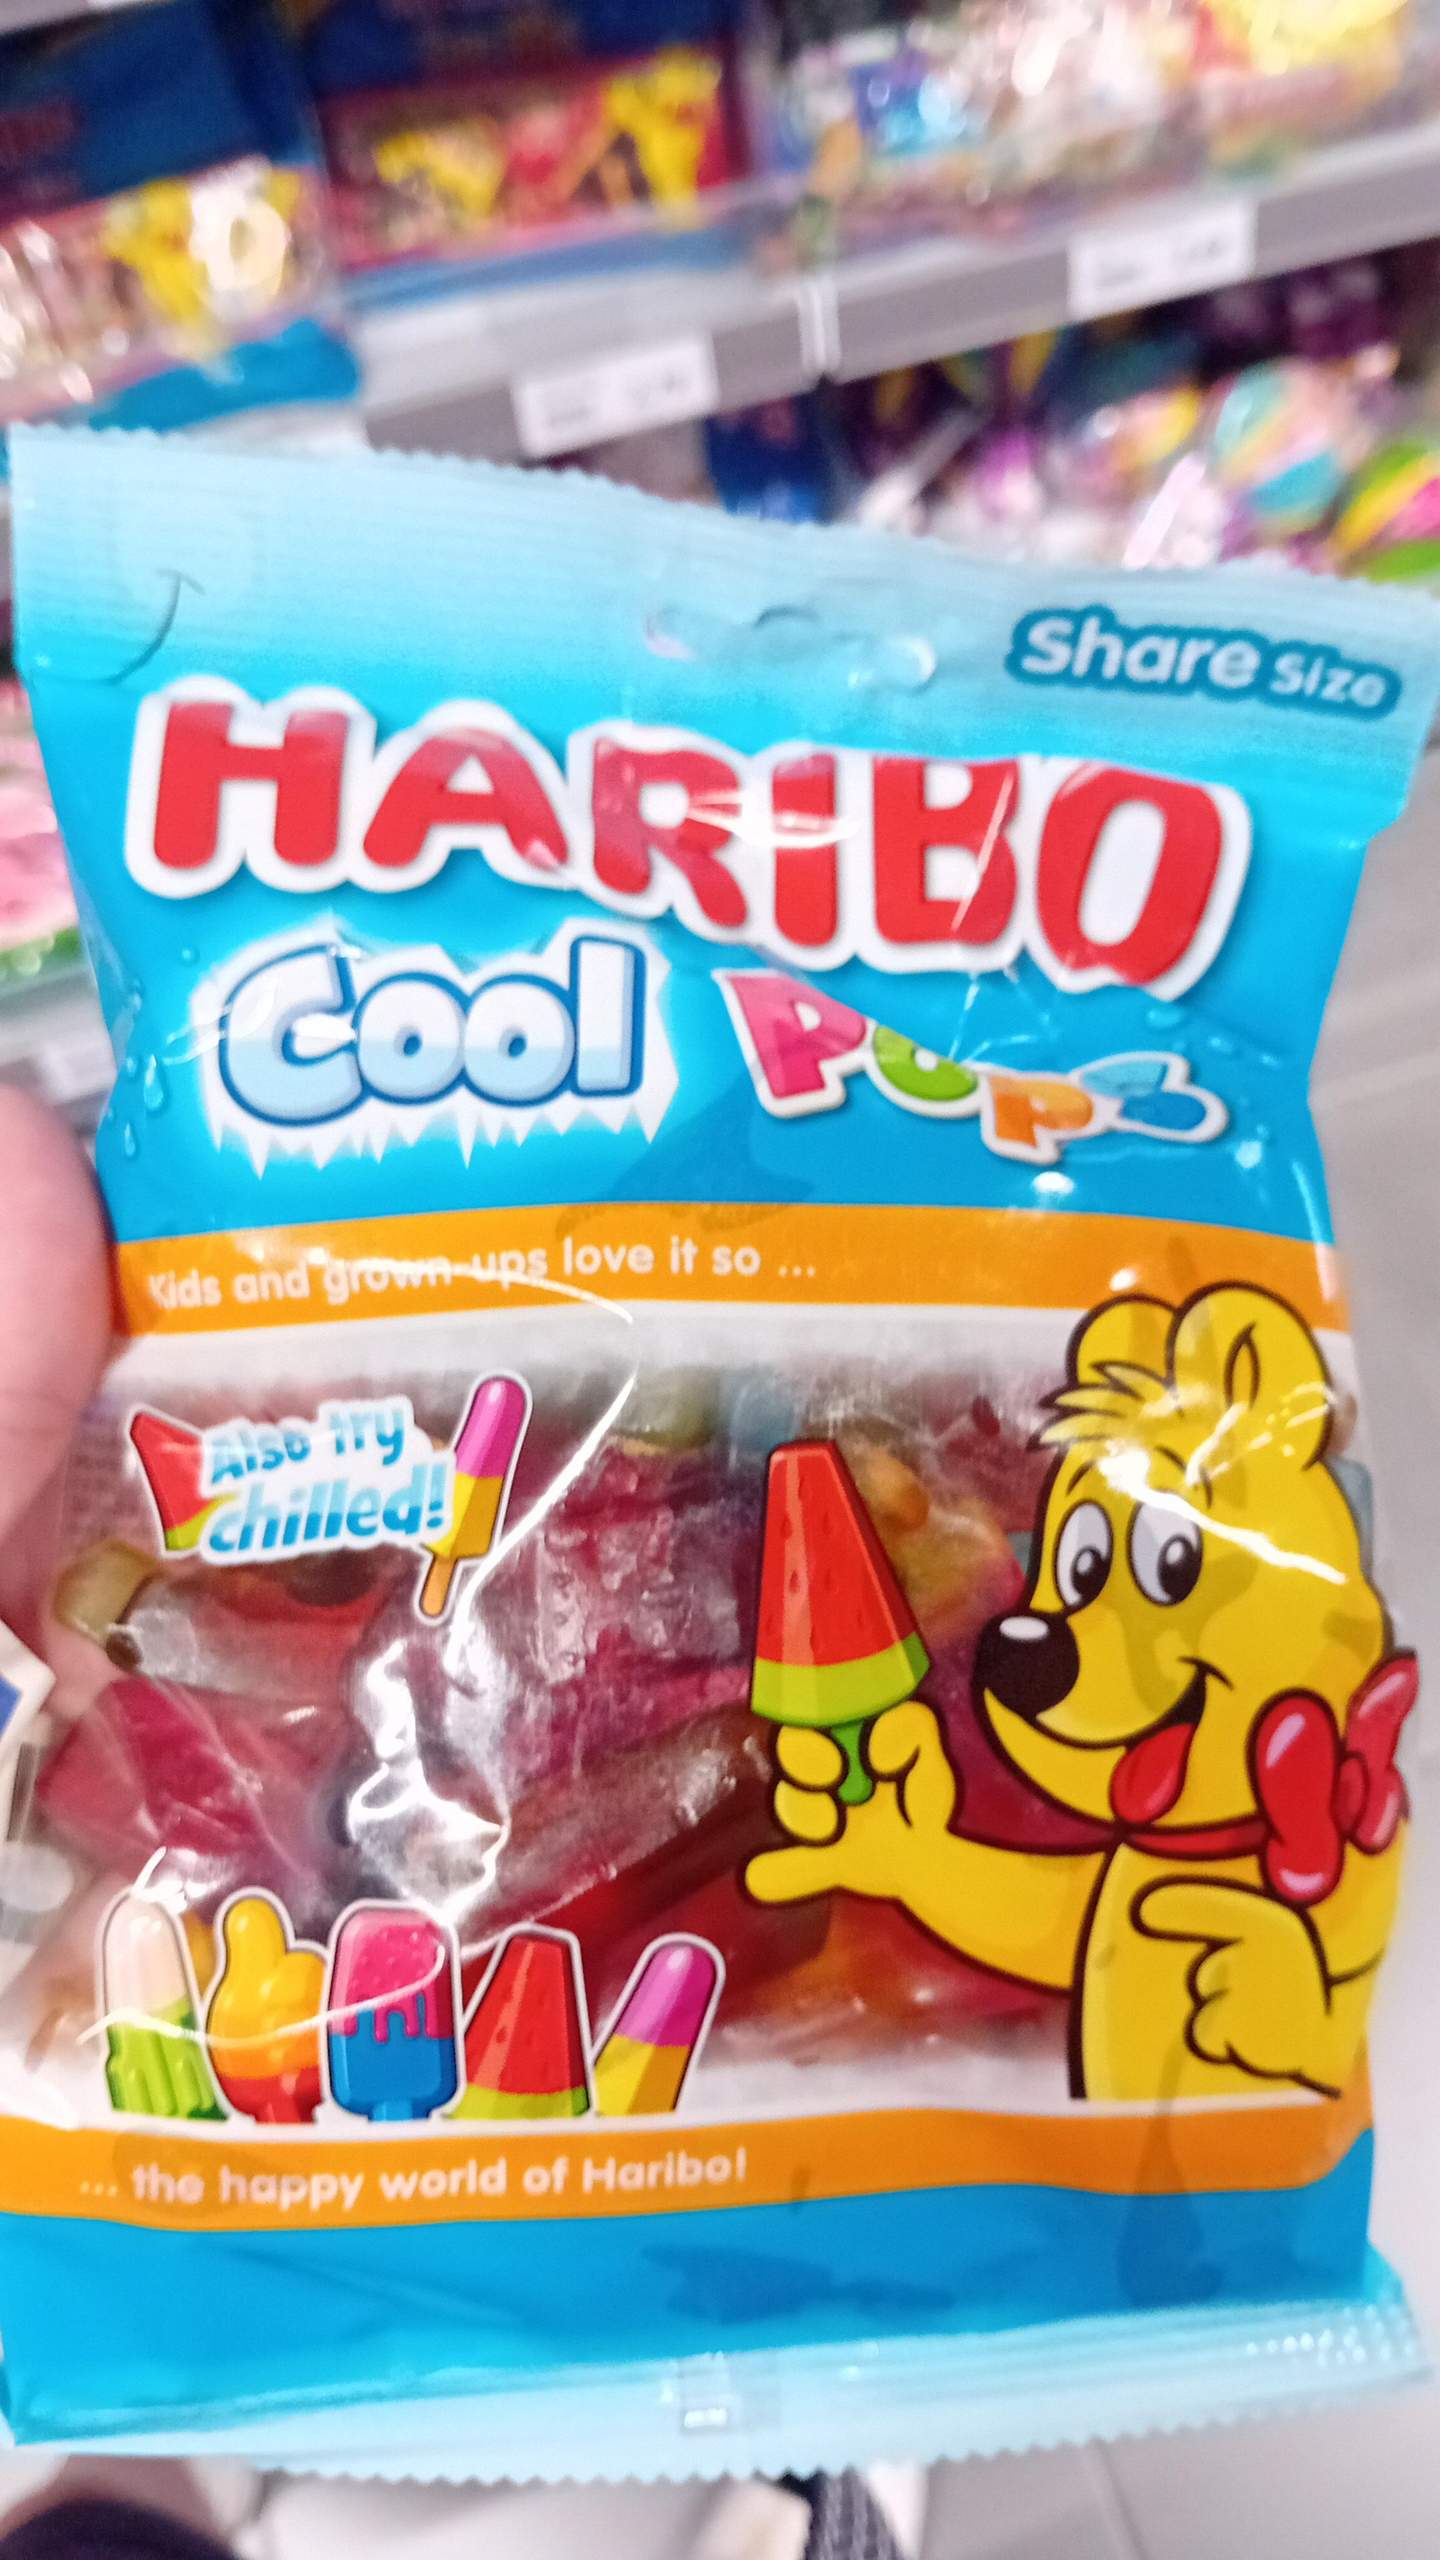 Share Size
HARIBO
Cool Pops
Kids and grown-ups love it so ...
Also try
chilled!
... the happy world of Haribo!